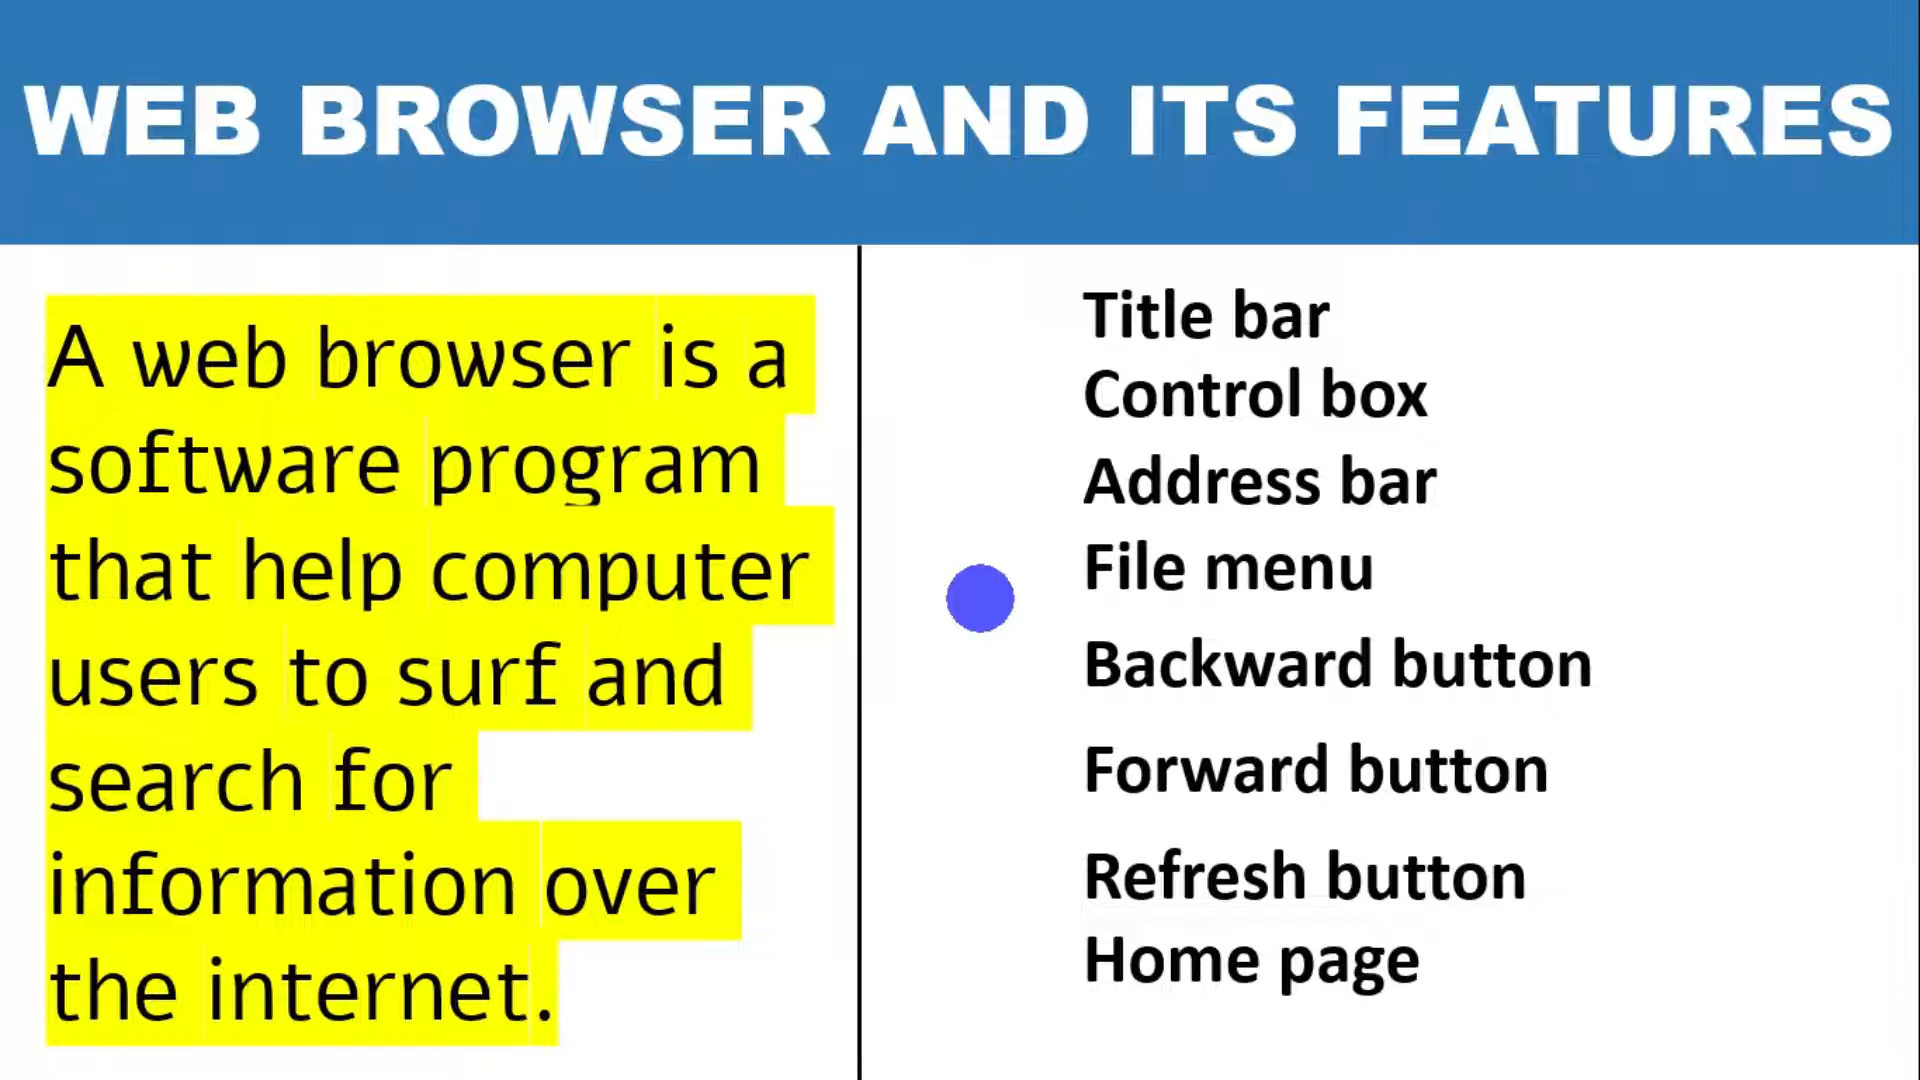 WEB BROWSER AND ITS FEATURES
A web browser is a
software program
that help computer
users to surf and
search for
information over
the internet.
Title bar
Control box
Address bar
File menu
Backward button
Forward button
Refresh button
Home page